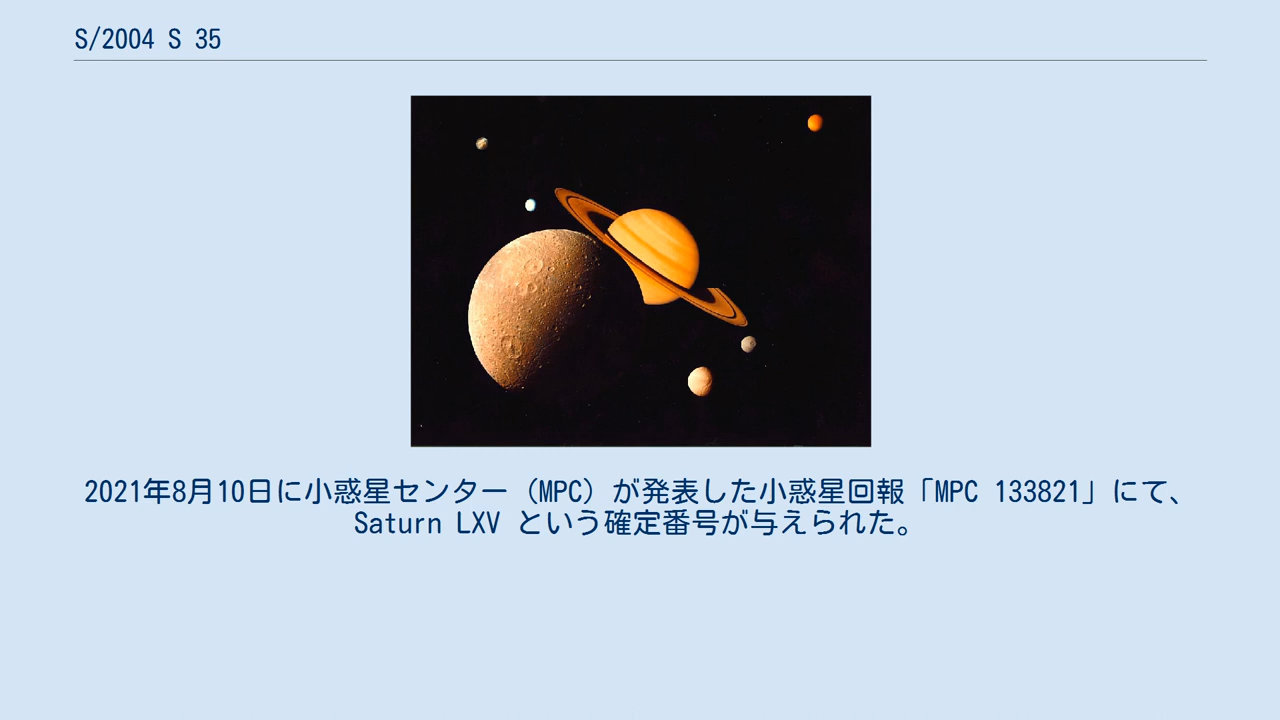 S/2004 S 35
2021年8月10日に小惑星センター（MPC）が発表した小惑星回報「MPC 133821」にて、
Saturn LXV という確定番号が与えられた。